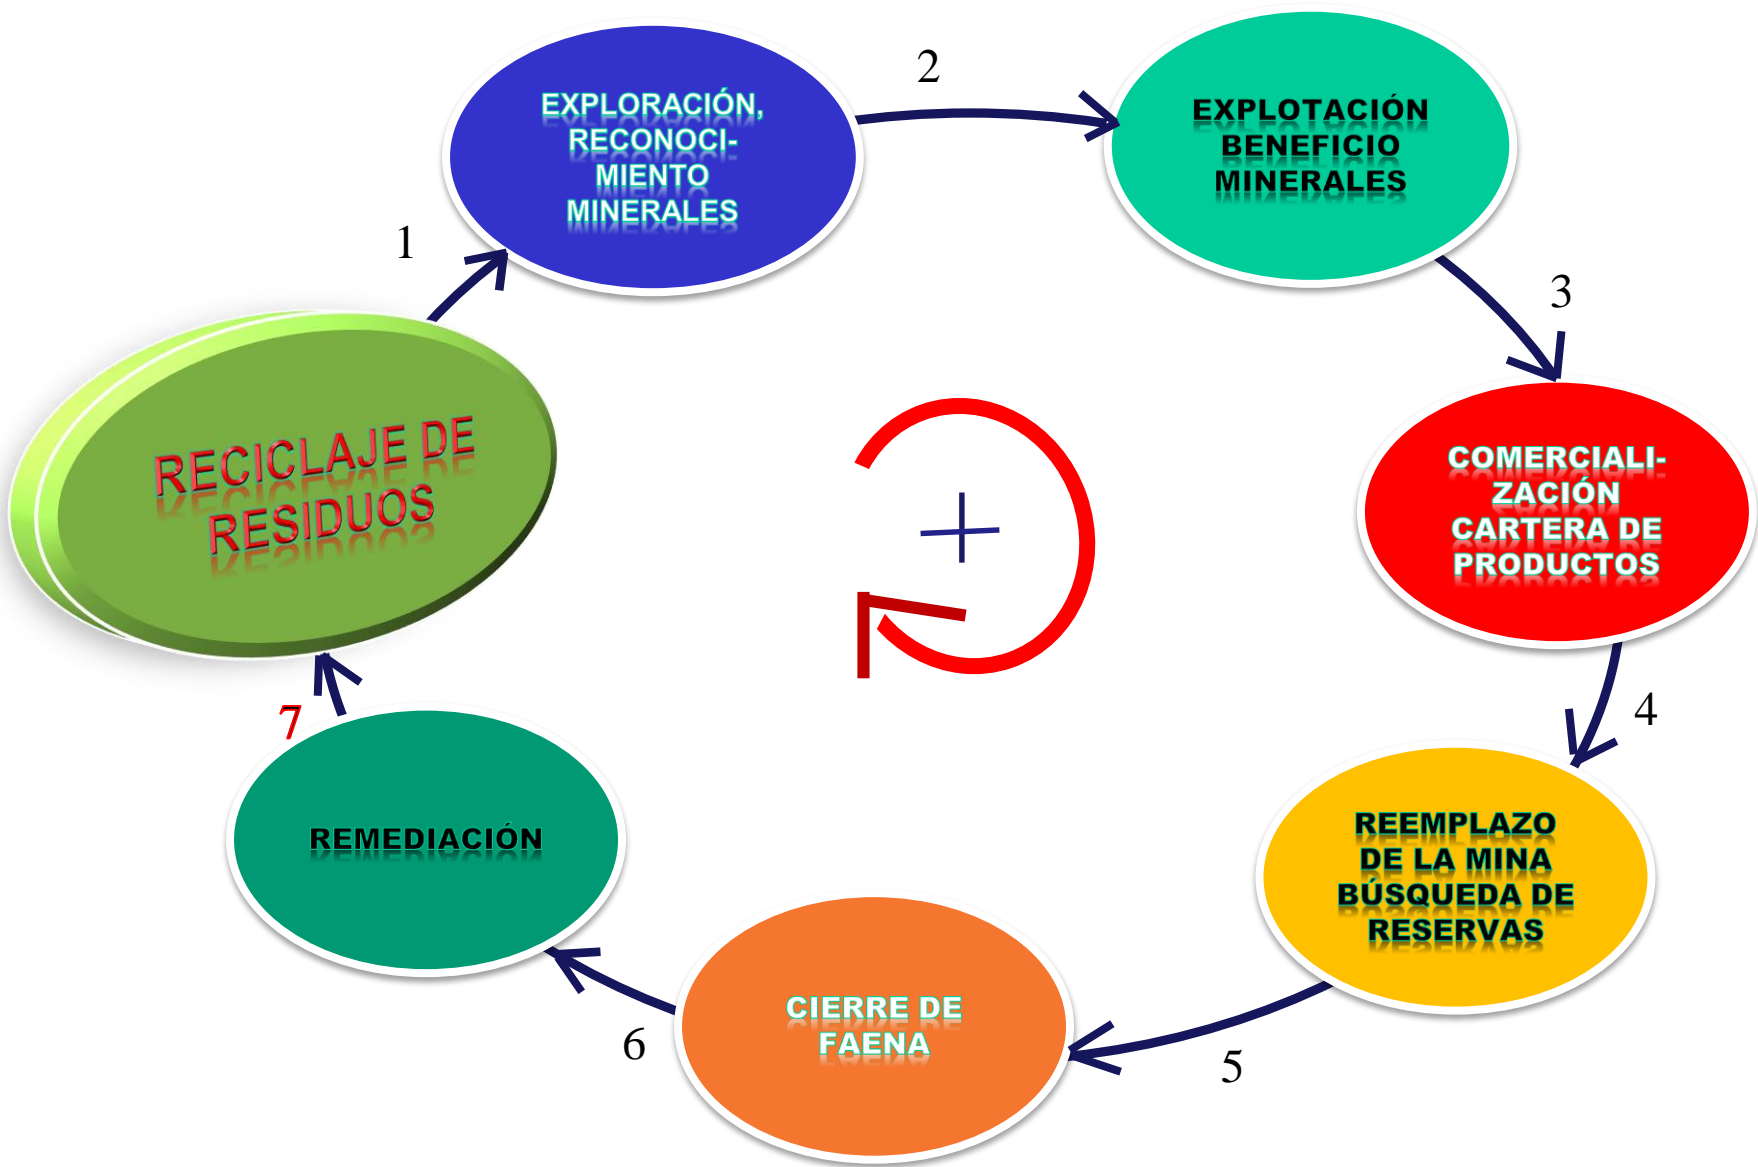 1
EXPLORACIÓN,
RECONOCI-
MIENTO
MINERALES
2
EXPLOTACIÓN
BENEFICIO
MINERALES
3
COMERCIALI-
ZACIÓN
CARTERA DE
PRODUCTOS
4
REEMPLAZO
DE LA MINA
BÚSQUEDA DE
RESERVAS
5
CIERRE DE
FAENA
6
REMEDIACIÓN
7
RECICLAJE DE
RESIDUOS